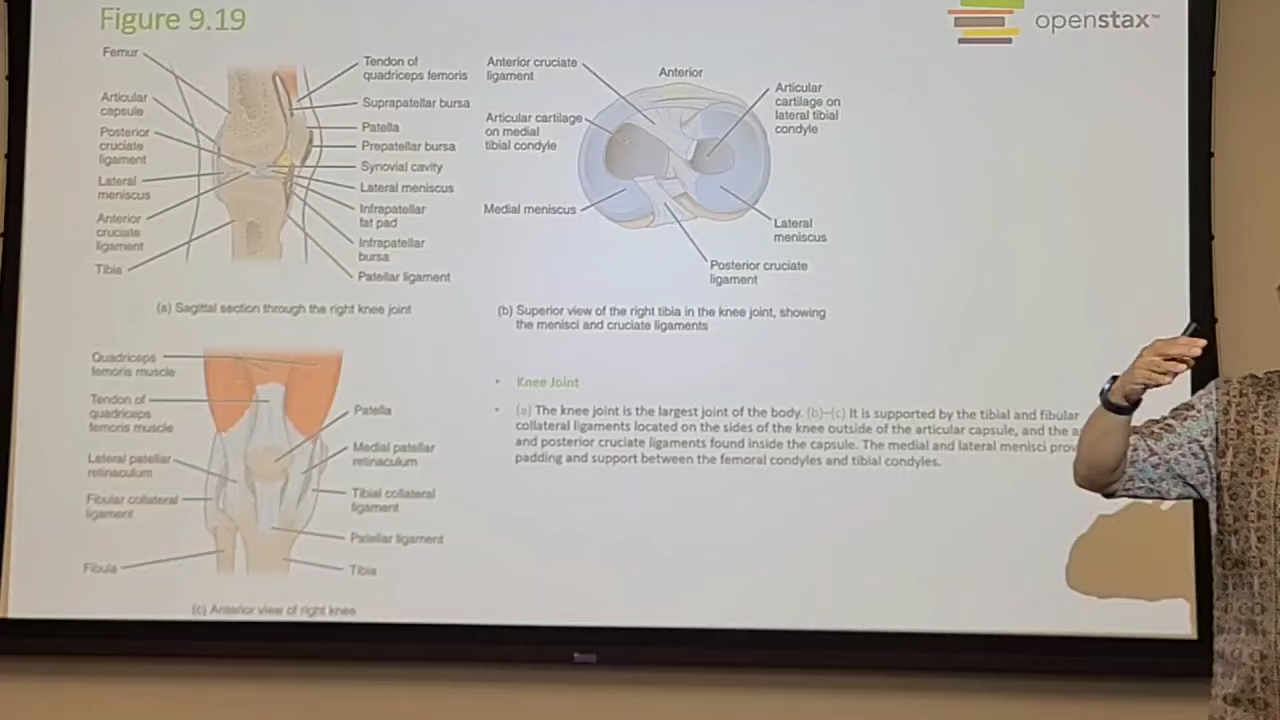 Figure 9.19
openstax™
Femur
Articular
capsule
Posterior
cruciate
ligament
Lateral
meniscus
Anterior
cruciate
ligament
Tibia
Tendon of
quadriceps femoris
Suprapatellar bursa
Patella
Prepatellar bursa
Synovial cavity
Lateral meniscus
Infrapatellar
fat pad
Infrapatellar
bursa
Patellar ligament
(a) Sagittal section through the right knee joint
Anterior cruciate
ligament
Anterior
Articular
cartilage on
lateral tibial
condyle
Articular cartilage
on medial
tibial condyle
Medial meniscus
Lateral
meniscus
Posterior cruciate
ligament
(b) Superior view of the right tibia in the knee joint, showing
the menisci and cruciate ligaments
Quadriceps
femoris muscle
Tendon of
quadriceps
femoris muscle
Lateral patellar
retinaculum
Fibular collateral
ligament
Fibula
Patella
Medial patellar
retinaculum
Tibial collateral
ligament
Patellar ligament
Tibia
(c) Anterior view of right knee
• Knee Joint
• (a) The knee joint is the largest joint of the body. (b)–(c) It is supported by the tibial and fibular
collateral ligaments located on the sides of the knee outside of the articular capsule, and the a
and posterior cruciate ligaments found inside the capsule. The medial and lateral menisci prov
padding and support between the femoral condyles and tibial condyles.